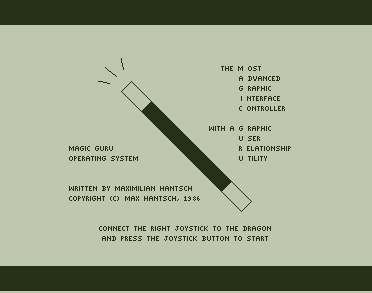 THE M OST
A DVANCED
G RAPHIC
I NTERFACE
C ONTROLLER
WITH A G RAPHIC
U SER
R ELATIONSHIP
U TILITY
MAGIC GURU
OPERATING SYSTEM
WRITTEN BY MAXIMILIAN HANTSCH
COPYRIGHT (C) MAX HANTSCH, 1986
CONNECT THE RIGHT JOYSTICK TO THE DRAGON
AND PRESS THE JOYSTICK BUTTON TO START